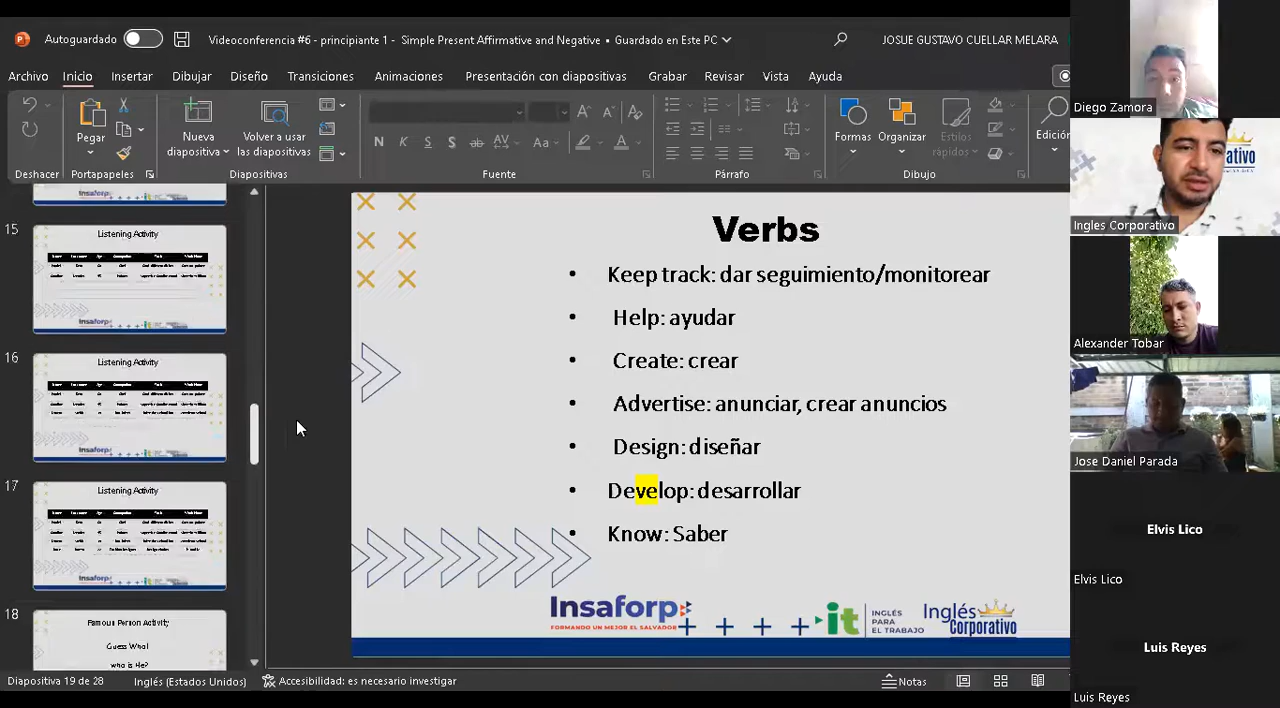 Autoguardado
Videoconferencia #6 - principiante 1 - Simple Present Affirmative and Negative • Guardado en Este PC
JOSUE GUSTAVO CUELLAR MELARA
Archivo Inicio Insertar Dibujar Diseño Transiciones Animaciones Presentación con diapositivas Grabar Revisar Vista Ayuda
Pegar
Nueva diapositiva
Volver a usar las diapositivas
N K S S ab AV Aa A
Formas
Organizar
Estilos rápidos
Edición
Deshacer Portapapeles Diapositivas Fuente Párrafo Dibujo
15
Listening Activity
Insaforp
16
Listening Activity
Insaforp
17
Listening Activity
Insaforp
18
Famous Person Activity
Guess Who!
who is He?
Verbs
• Keep track: dar seguimiento/monitorear
• Help: ayudar
• Create: crear
• Advertise: anunciar, crear anuncios
• Design: diseñar
• Develop: desarrollar
• Know: Saber
Insaforp
FORMANDO UN MEJOR EL SALVADOR
it
INGLÉS
PARA
EL TRABAJO
Inglés
Corporativo
Diapositiva 19 de 28
Inglés (Estados Unidos)
Accesibilidad: es necesario investigar
Notas
Diego Zamora
Ingles Corporativo
Alexander Tobar
Jose Daniel Parada
Elvis Lico
Elvis Lico
Luis Reyes
Luis Reyes